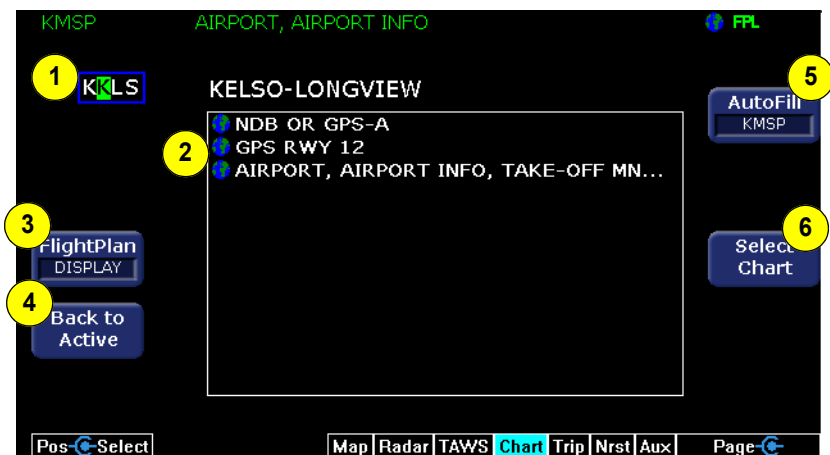 KMSP AIRPORT, AIRPORT INFO FPL
1 5
KKLS KELSO-LONGVIEW AutoFill
KMSP
NDB OR GPS-A
2 GPS RWY 12
AIRPORT, AIRPORT INFO, TAKE-OFF MN...
3 6
FlightPlan Select
DISPLAY Chart
4
Back to
Active
Pos Select Map Radar TAWS Chart Trip Nrst Aux Page